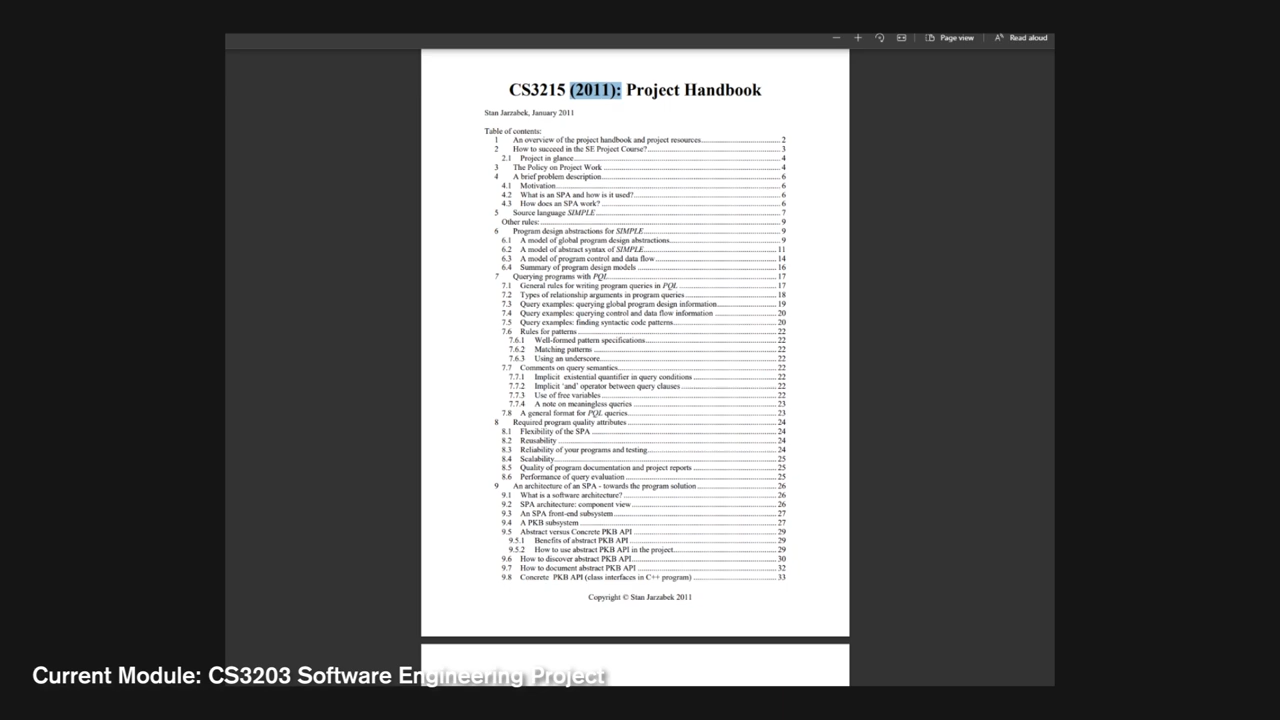 Page view
Read aloud
CS3215 (2011): Project Handbook
Stan Jarzabek, January 2011
Table of contents:
1 An overview of the project handbook and project resources 2
2 How to succeed in the SE Project Course? 3
2.1 Project in glance 4
3 The Policy on Project Work 4
4 A brief problem description 6
4.1 Motivation 6
4.2 What is an SPA and how is it used? 6
4.3 How does an SPA work? 6
5 Source language SIMPLE 7
Other rules: 9
6 Program design abstractions for SIMPLE 9
6.1 A model of global program design abstractions 9
6.2 A model of abstract syntax of SIMPLE 11
6.3 A model of program control and data flow 14
6.4 Summary of program design models 16
7 Querying programs with PQL 17
7.1 General rules for writing program queries in PQL 17
7.2 Types of relationship arguments in program queries 18
7.3 Query examples: querying global program design information 19
7.4 Query examples: querying control and data flow information 20
7.5 Query examples: finding syntactic code patterns 20
7.6 Rules for patterns 22
7.6.1 Well-formed pattern specifications 22
7.6.2 Matching patterns 22
7.6.3 Using an underscore 22
7.7 Comments on query semantics 22
7.7.1 Implicit existential quantifier in query conditions 22
7.7.2 Implicit 'and' operator between query clauses 22
7.7.3 Use of free variables 22
7.7.4 A note on meaningless queries 23
7.8 A general format for PQL queries 23
8 Required program quality attributes 24
8.1 Flexibility of the SPA 24
8.2 Reusability 24
8.3 Reliability of your programs and testing 24
8.4 Scalability 25
8.5 Quality of program documentation and project reports 25
8.6 Performance of query evaluation 25
9 An architecture of an SPA - towards the program solution 26
9.1 What is a software architecture? 26
9.2 SPA architecture: component view 26
9.3 An SPA front-end subsystem 27
9.4 A PKB subsystem 27
9.5 Abstract versus Concrete PKB API 29
9.5.1 Benefits of abstract PKB API 29
9.5.2 How to use abstract PKB API in the project 29
9.6 How to discover abstract PKB API 30
9.7 How to document abstract PKB API 32
9.8 Concrete PKB API (class interfaces in C++ program) 33
Copyright © Stan Jarzabek 2011
Current Module: CS3203 Software Engineering Project